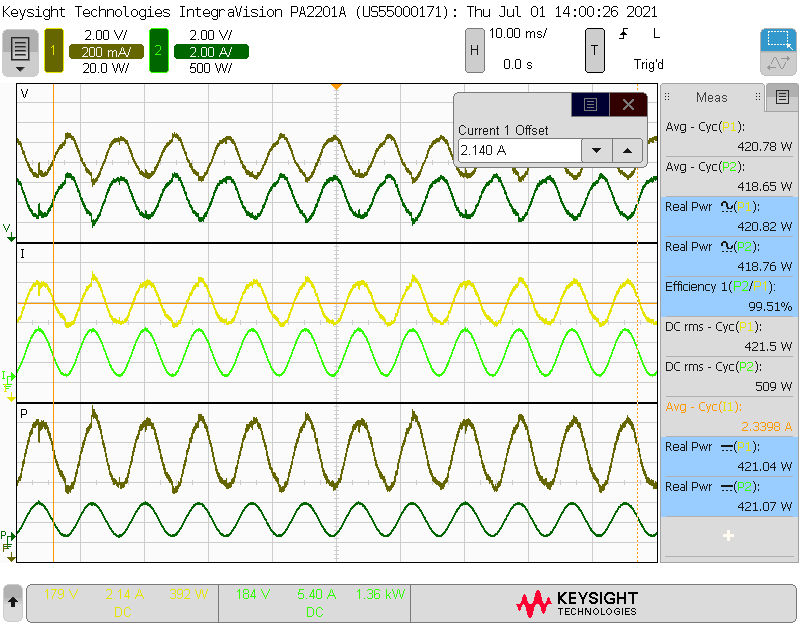 Keysight Technologies IntegraVision PA2201A (US55000171): Thu Jul 01 14:00:26 2021
1
2.00 V/
200 mA/
20.0 W/
2
2.00 V/
2.00 A/
500 W/
H
10.00 ms/
0.0 s
T
L
Trig'd
V
Current 1 Offset
2.140 A
V
I
I
P
P
Meas
Avg - Cyc(P1):
420.78 W
Avg - Cyc(P2):
418.65 W
Real Pwr (P1):
420.82 W
Real Pwr (P2):
418.76 W
Efficiency 1(P2/P1):
99.51%
DC rms - Cyc(P1):
421.5 W
DC rms - Cyc(P2):
509 W
Avg - Cyc(I1):
2.3398 A
Real Pwr (P1):
421.04 W
Real Pwr (P2):
421.07 W
179 V 2.14 A 392 W
DC
184 V 5.40 A 1.36 kW
DC
KEYSIGHT
TECHNOLOGIES